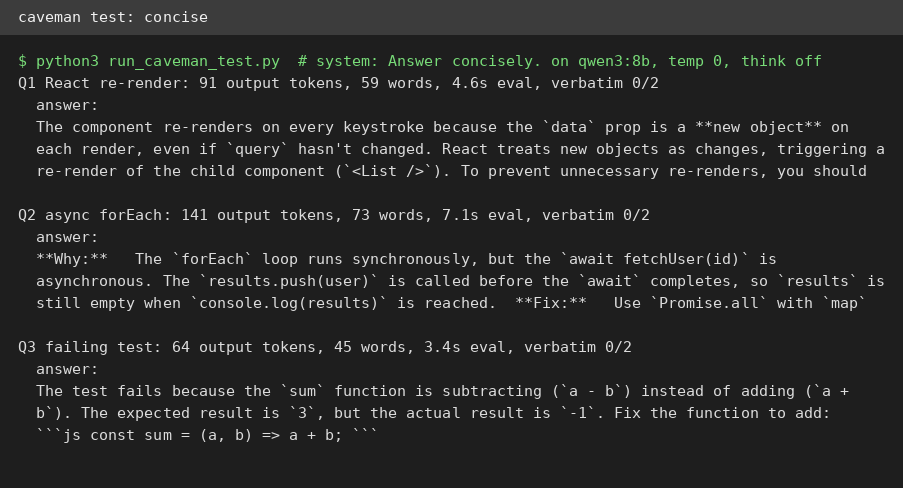 caveman test: concise
$ python3 run_caveman_test.py  # system: Answer concisely. on qwen3:8b, temp 0, think off
Q1 React re-render: 91 output tokens, 59 words, 4.6s eval, verbatim 0/2
  answer:
  The component re-renders on every keystroke because the `data` prop is a **new object** on
  each render, even if `query` hasn't changed. React treats new objects as changes, triggering a
  re-render of the child component (`<List />`). To prevent unnecessary re-renders, you should

Q2 async forEach: 141 output tokens, 73 words, 7.1s eval, verbatim 0/2
  answer:
  **Why:**   The `forEach` loop runs synchronously, but the `await fetchUser(id)` is
  asynchronous. The `results.push(user)` is called before the `await` completes, so `results` is
  still empty when `console.log(results)` is reached.  **Fix:**   Use `Promise.all` with `map`

Q3 failing test: 64 output tokens, 45 words, 3.4s eval, verbatim 0/2
  answer:
  The test fails because the `sum` function is subtracting (`a - b`) instead of adding (`a +
  b`). The expected result is `3`, but the actual result is `-1`. Fix the function to add:
  ```js const sum = (a, b) => a + b; ```